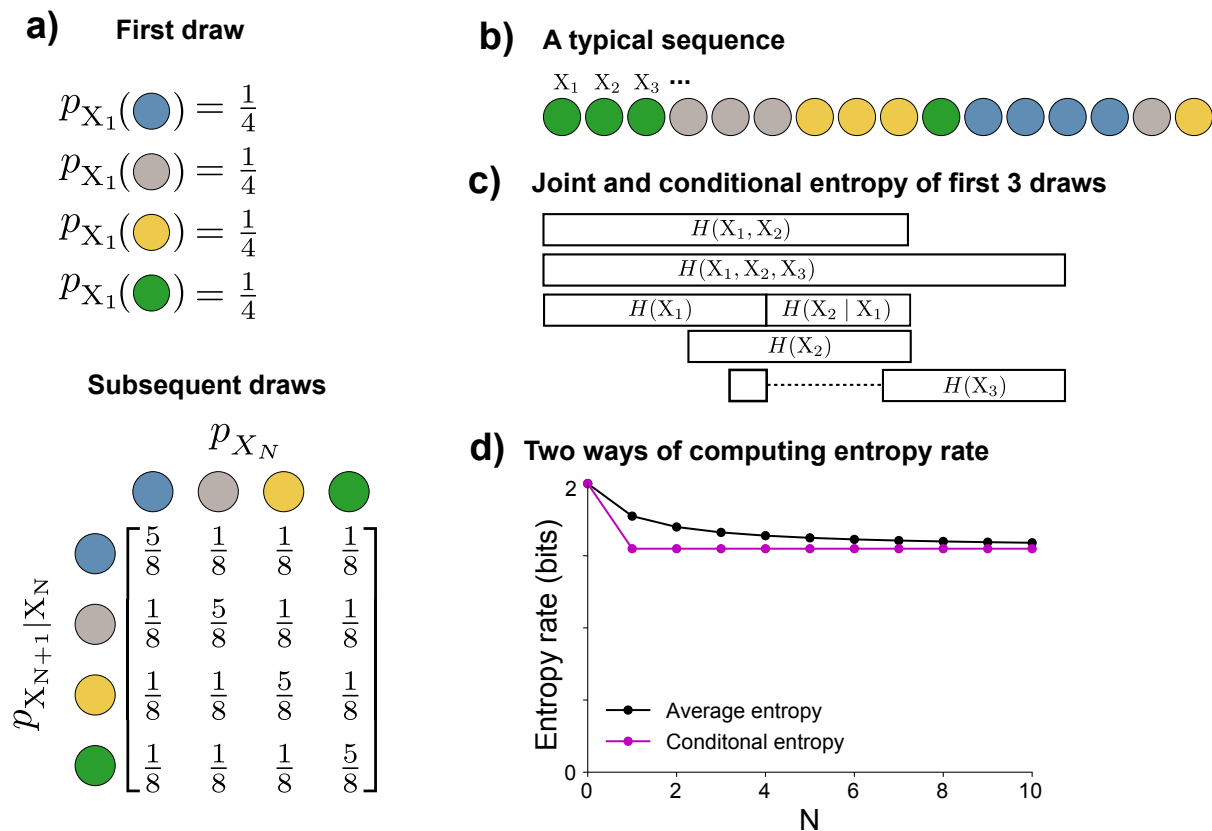 a) First draw
p_{X_1}( ) = 1/4
p_{X_1}( ) = 1/4
p_{X_1}( ) = 1/4
p_{X_1}( ) = 1/4
Subsequent draws
p_{X_N}
p_{X_{N+1}|X_N}
5/8 1/8 1/8 1/8
1/8 5/8 1/8 1/8
1/8 1/8 5/8 1/8
1/8 1/8 1/8 5/8
b) A typical sequence
X_1 X_2 X_3 ...
c) Joint and conditional entropy of first 3 draws
H(X_1, X_2)
H(X_1, X_2, X_3)
H(X_1) H(X_2 | X_1)
H(X_2)
H(X_3)
d) Two ways of computing entropy rate
Entropy rate (bits)
2
0
Average entropy
Conditonal entropy
0 2 4 6 8 10
N